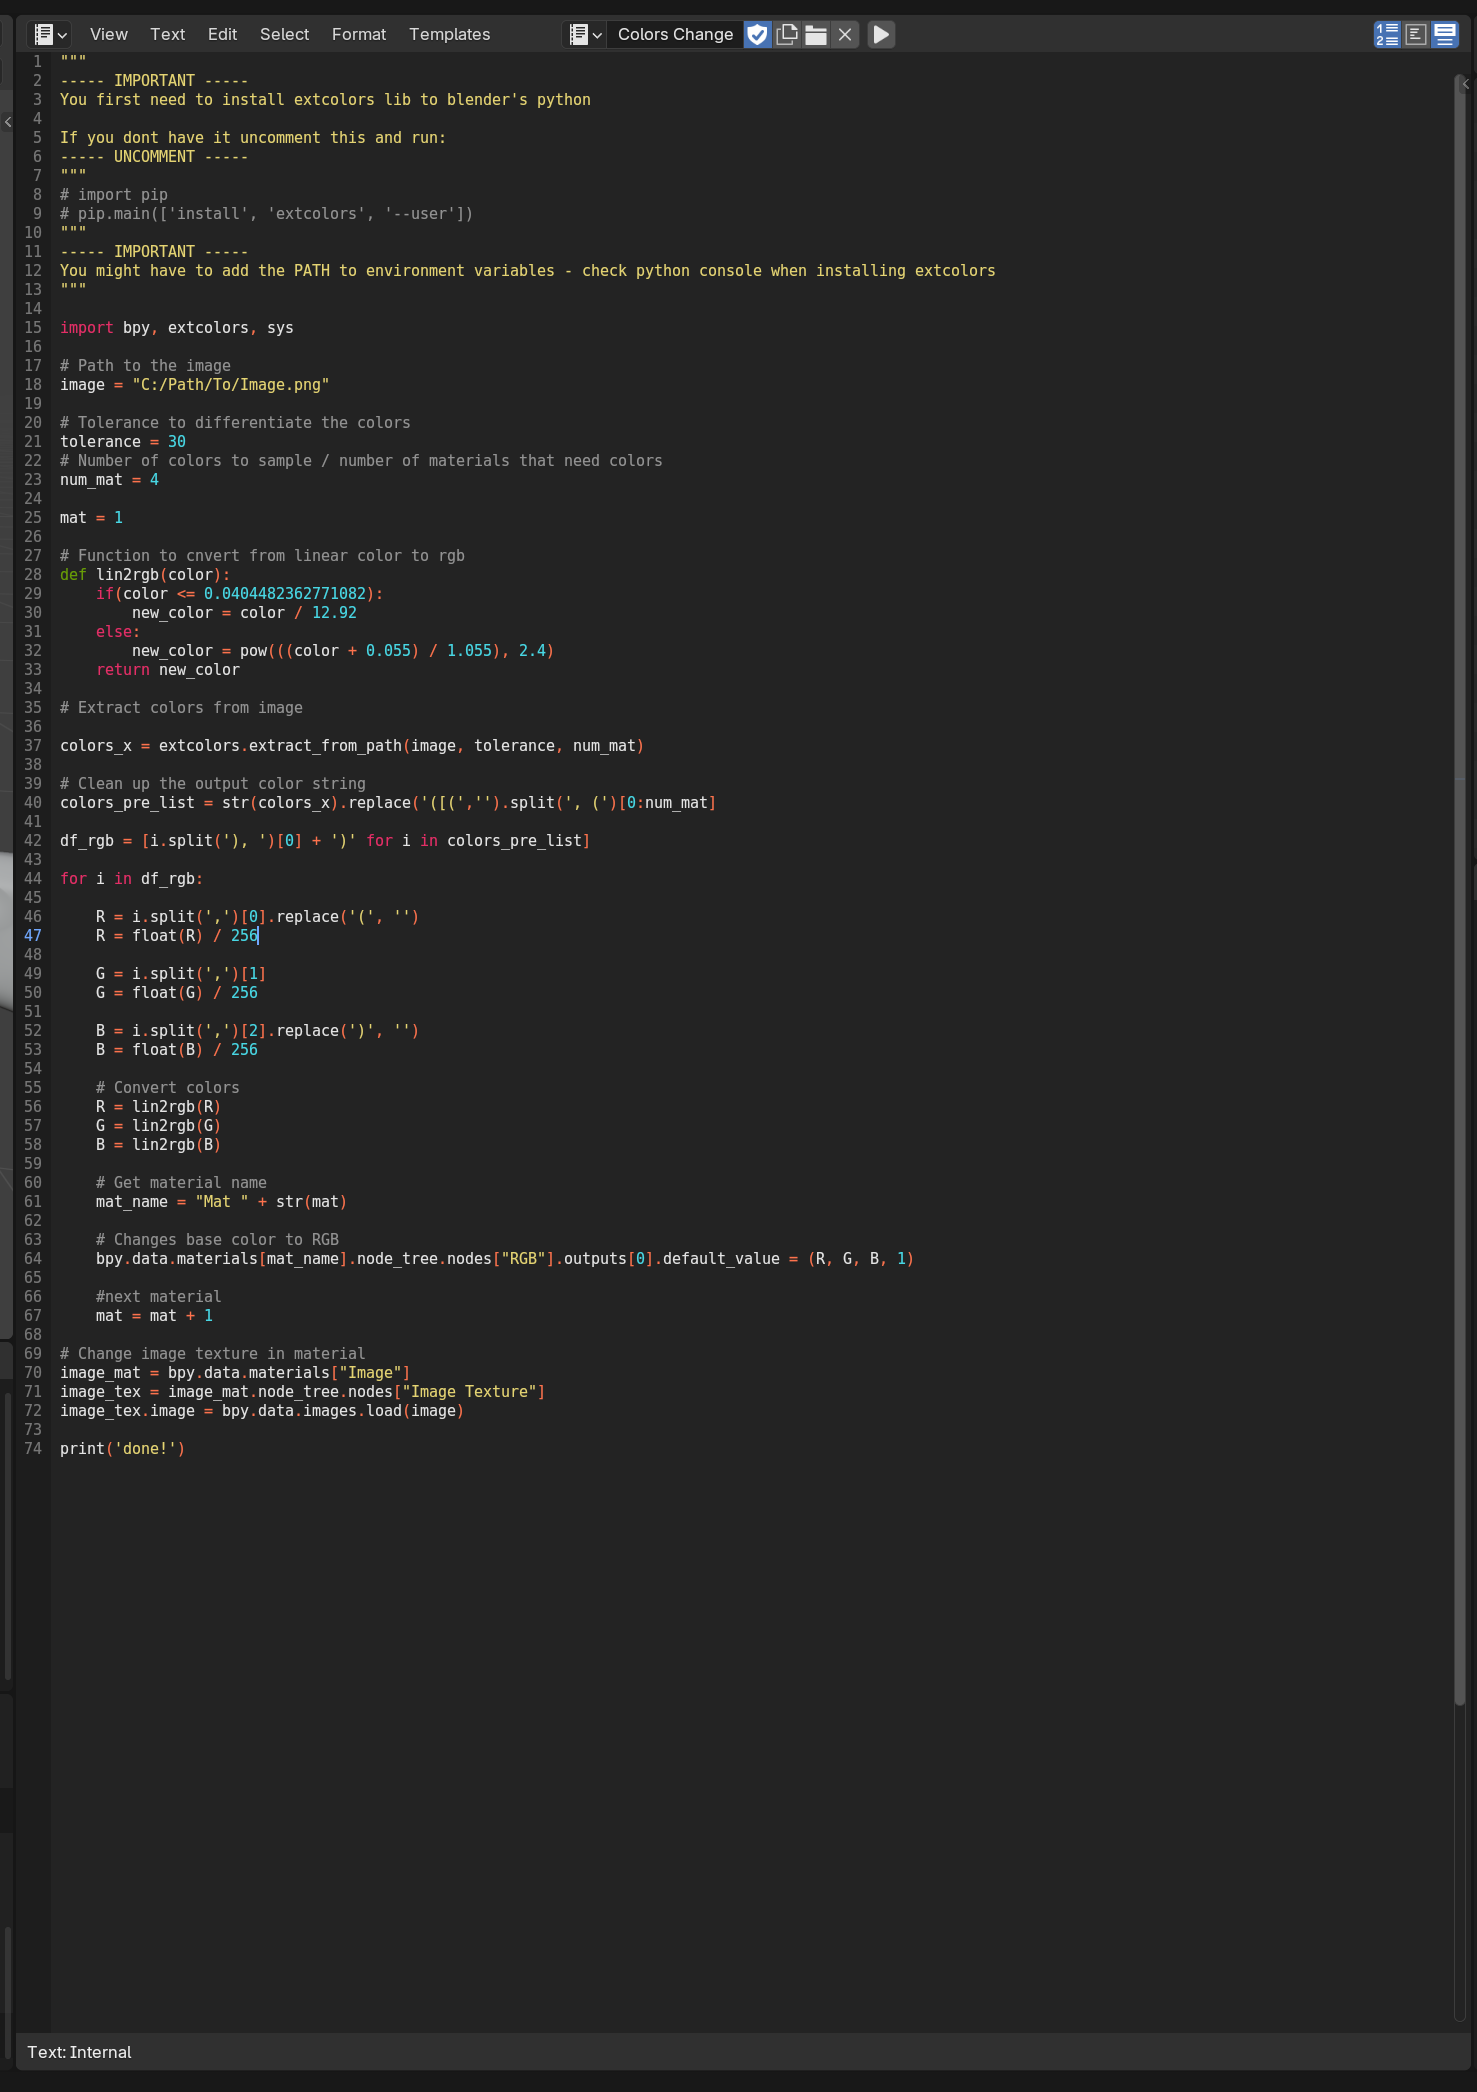 View Text Edit Select Format Templates Colors Change
1 """
2 ----- IMPORTANT -----
3 You first need to install extcolors lib to blender's python
4
5 If you dont have it uncomment this and run:
6 ----- UNCOMMENT -----
7 """
8 # import pip
9 # pip.main(['install', 'extcolors', '--user'])
10 """
11 ----- IMPORTANT -----
12 You might have to add the PATH to environment variables - check python console when installing extcolors
13 """
14
15 import bpy, extcolors, sys
16
17 # Path to the image
18 image = "C:/Path/To/Image.png"
19
20 # Tolerance to differentiate the colors
21 tolerance = 30
22 # Number of colors to sample / number of materials that need colors
23 num_mat = 4
24
25 mat = 1
26
27 # Function to cnvert from linear color to rgb
28 def lin2rgb(color):
29     if(color <= 0.0404482362771082):
30         new_color = color / 12.92
31     else:
32         new_color = pow(((color + 0.055) / 1.055), 2.4)
33     return new_color
34
35 # Extract colors from image
36
37 colors_x = extcolors.extract_from_path(image, tolerance, num_mat)
38
39 # Clean up the output color string
40 colors_pre_list = str(colors_x).replace('([(','').split(', (')[0:num_mat]
41
42 df_rgb = [i.split('), ')[0] + ')' for i in colors_pre_list]
43
44 for i in df_rgb:
45
46     R = i.split(',')[0].replace('(', '')
47     R = float(R) / 256
48
49     G = i.split(',')[1]
50     G = float(G) / 256
51
52     B = i.split(',')[2].replace(')', '')
53     B = float(B) / 256
54
55     # Convert colors
56     R = lin2rgb(R)
57     G = lin2rgb(G)
58     B = lin2rgb(B)
59
60     # Get material name
61     mat_name = "Mat " + str(mat)
62
63     # Changes base color to RGB
64     bpy.data.materials[mat_name].node_tree.nodes["RGB"].outputs[0].default_value = (R, G, B, 1)
65
66     #next material
67     mat = mat + 1
68
69 # Change image texture in material
70 image_mat = bpy.data.materials["Image"]
71 image_tex = image_mat.node_tree.nodes["Image Texture"]
72 image_tex.image = bpy.data.images.load(image)
73
74 print('done!')
Text: Internal